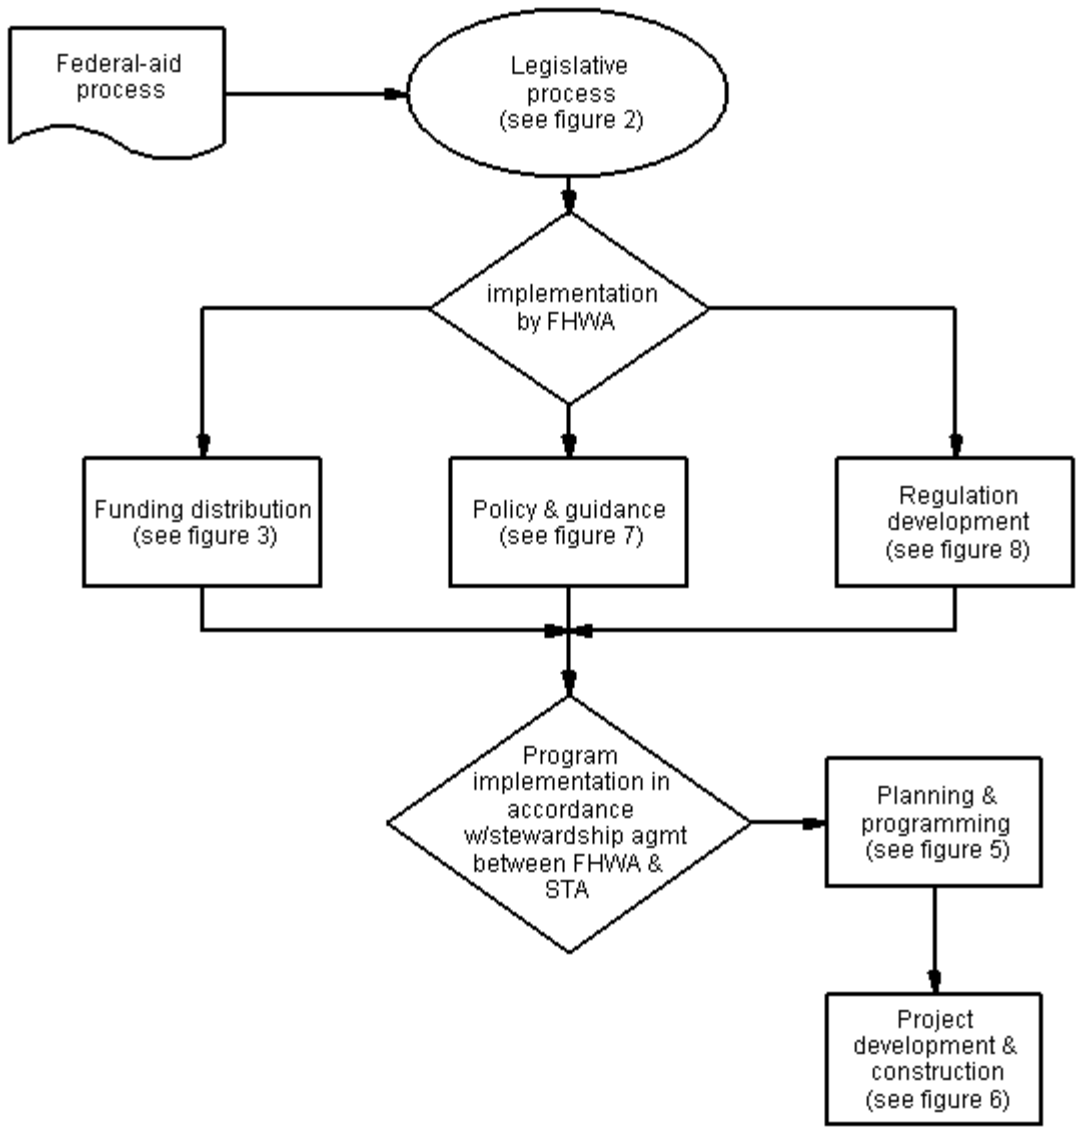 Federal-aid
process
Legislative
process
(see figure 2)
implementation
by FHWA
Funding distribution
(see figure 3)
Policy & guidance
(see figure 7)
Regulation
development
(see figure 8)
Program
implementation in
accordance
w/stewardship agmt
between FHWA &
STA
Planning &
programming
(see figure 5)
Project
development &
construction
(see figure 6)